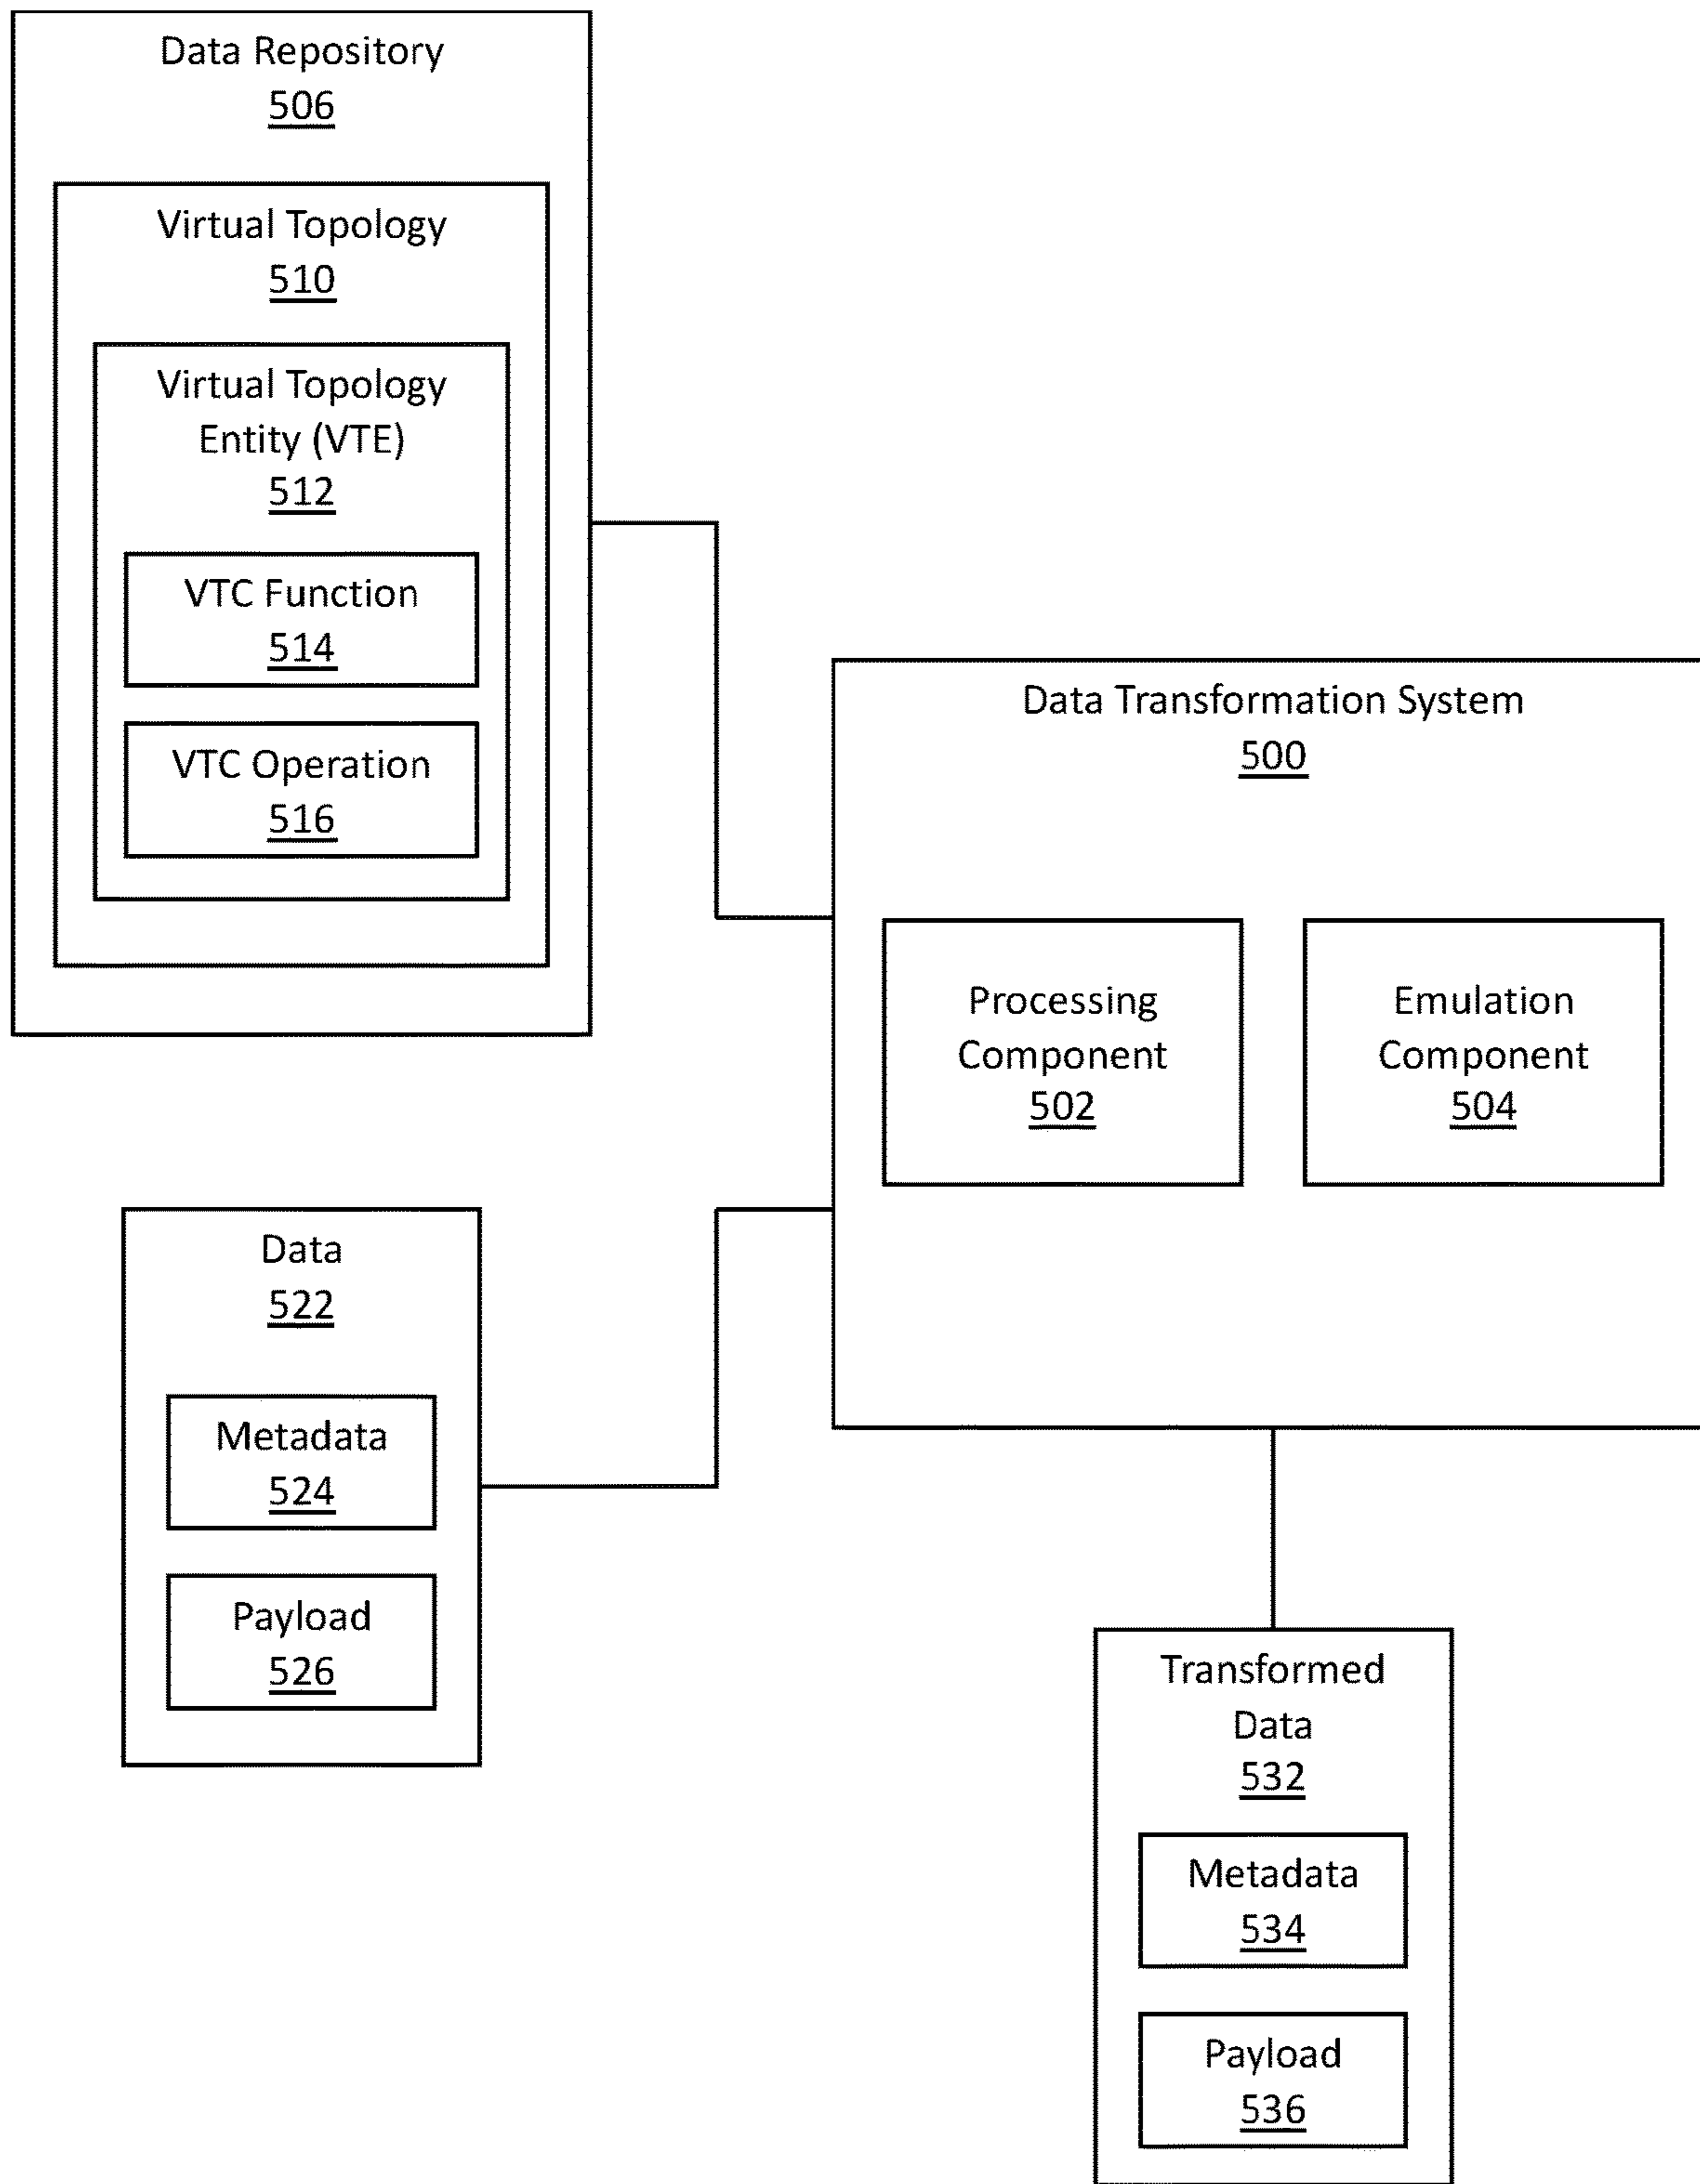 Data Repository
506
Virtual Topology
510
Virtual Topology
Entity (VTE)
512
VTC Function
514
VTC Operation
516
Data Transformation System
500
Processing
Component
502
Emulation
Component
504
Data
522
Metadata
524
Payload
526
Transformed
Data
532
Metadata
534
Payload
536